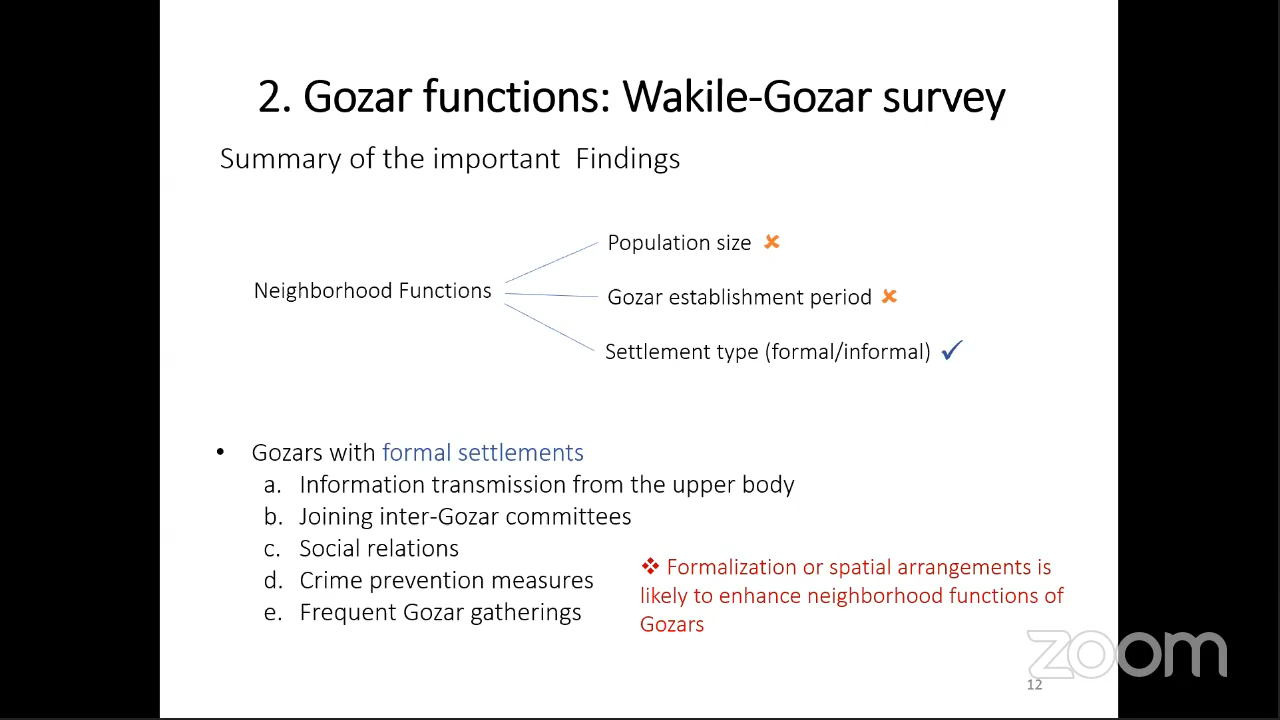 2. Gozar functions: Wakile-Gozar survey
Summary of the important Findings
Neighborhood Functions
Population size ✘
Gozar establishment period ✘
Settlement type (formal/informal) ✓
• Gozars with formal settlements
a. Information transmission from the upper body
b. Joining inter-Gozar committees
c. Social relations
d. Crime prevention measures
e. Frequent Gozar gatherings
❖ Formalization or spatial arrangements is
likely to enhance neighborhood functions of
Gozars
zoom
12